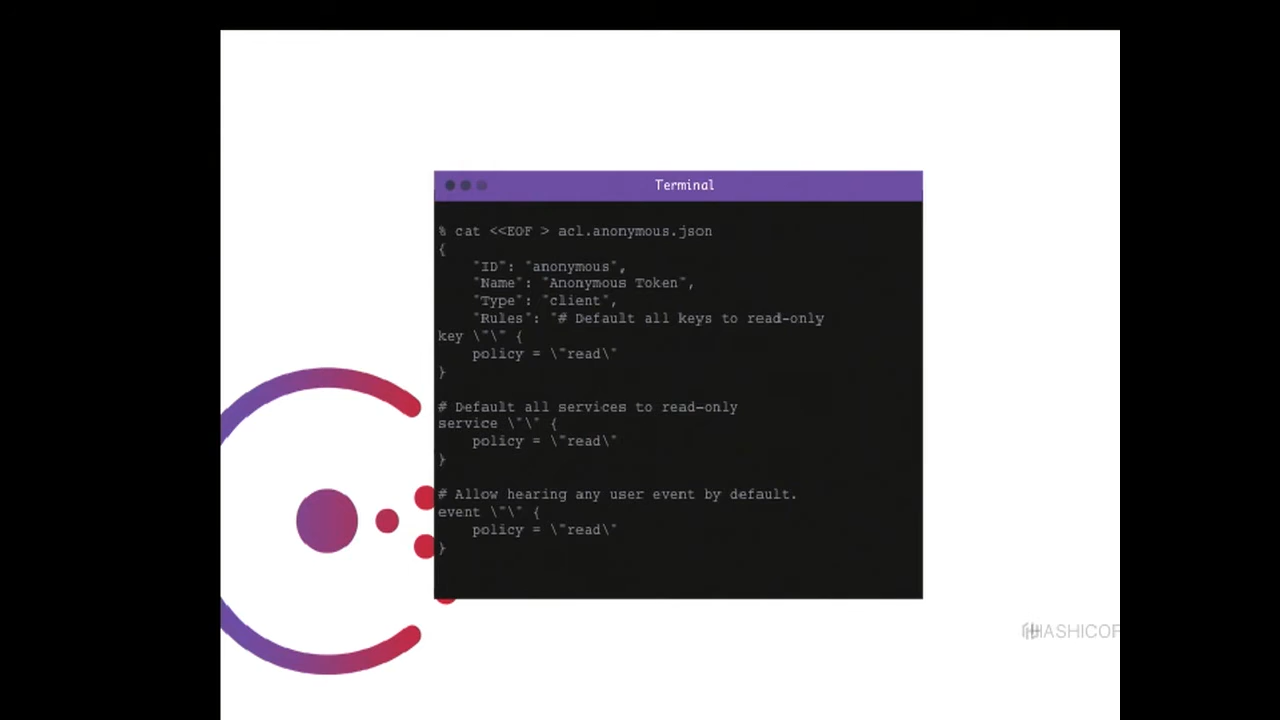 Terminal
% cat <<EOF > acl.anonymous.json
{
    "ID": "anonymous",
    "Name": "Anonymous Token",
    "Type": "client",
    "Rules": "# Default all keys to read-only
key \"\" {
    policy = \"read\"
}

# Default all services to read-only
service \"\" {
    policy = \"read\"
}

# Allow hearing any user event by default.
event \"\" {
    policy = \"read\"
}
HASHICOR